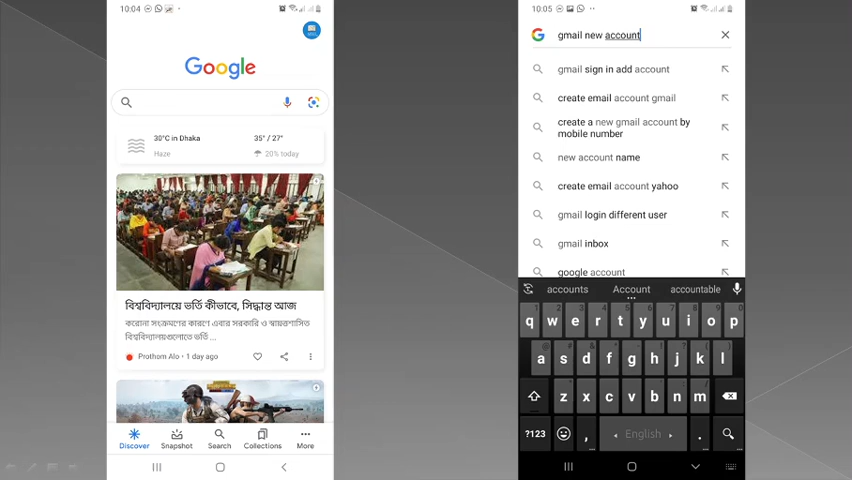 10:04
Google
30°C in Dhaka
35° / 27°
Haze
20% today
বিশ্ববিদ্যালয়ে ভর্তি কীভাবে, সিদ্ধান্ত আজ
করোনা সংক্রমণের কারণে এবার সরকারি ও স্বায়ত্তশাসিত
বিশ্ববিদ্যালয়গুলোতে ভর্তি ...
Prothom Alo • 1 day ago
Discover
Snapshot
Search
Collections
More
10:05
gmail new account
gmail sign in add account
create email account gmail
create a new gmail account by
mobile number
new account name
create email account yahoo
gmail login different user
gmail inbox
google account
accounts Account accountable
q w e r t y u i o p
a s d f g h j k l
z x c v b n m
?123 , English .